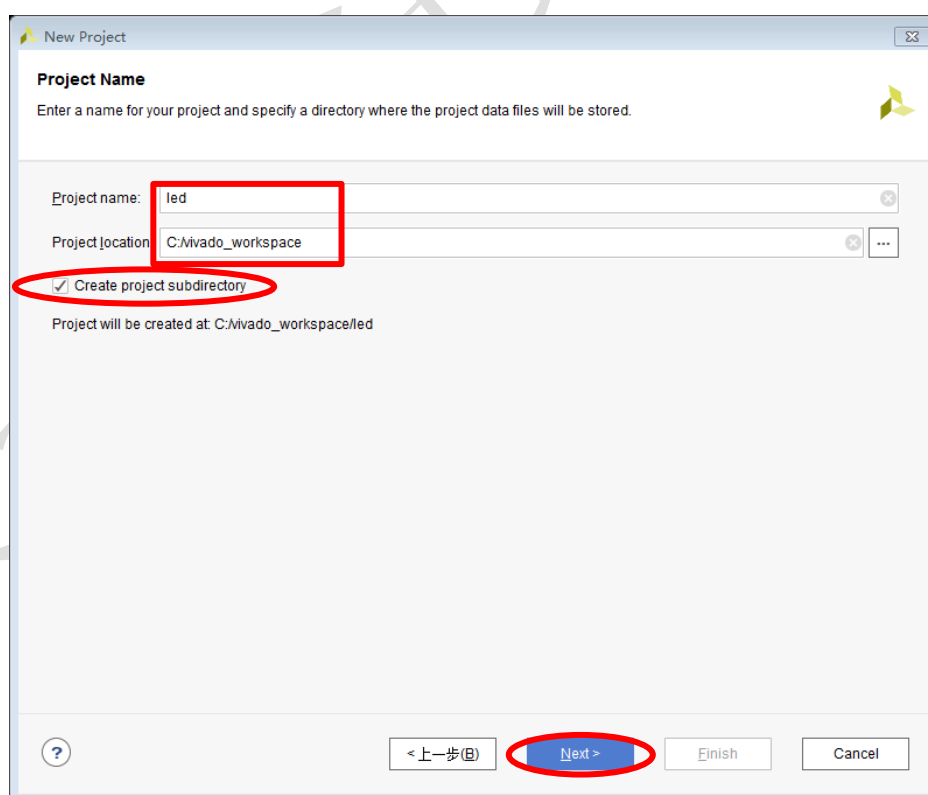 New Project
Project Name
Enter a name for your project and specify a directory where the project data files will be stored.
Project name: led
Project location C:/vivado_workspace ...
Create project subdirectory
Project will be created at: C:/vivado_workspace/led
? <上一步(B) Next > Finish Cancel